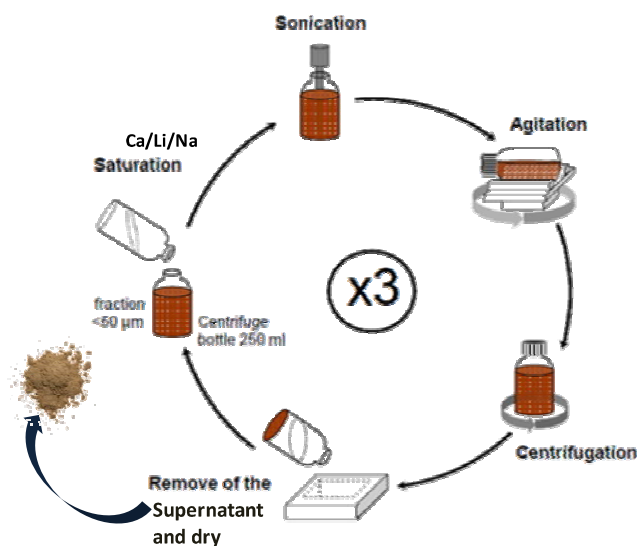 Sonication
Ca/Li/Na
Saturation
Agitation
x3
fraction
<50 µm
Centrifuge
bottle 250 ml
Centrifugation
Remove of the
Supernatant
and dry